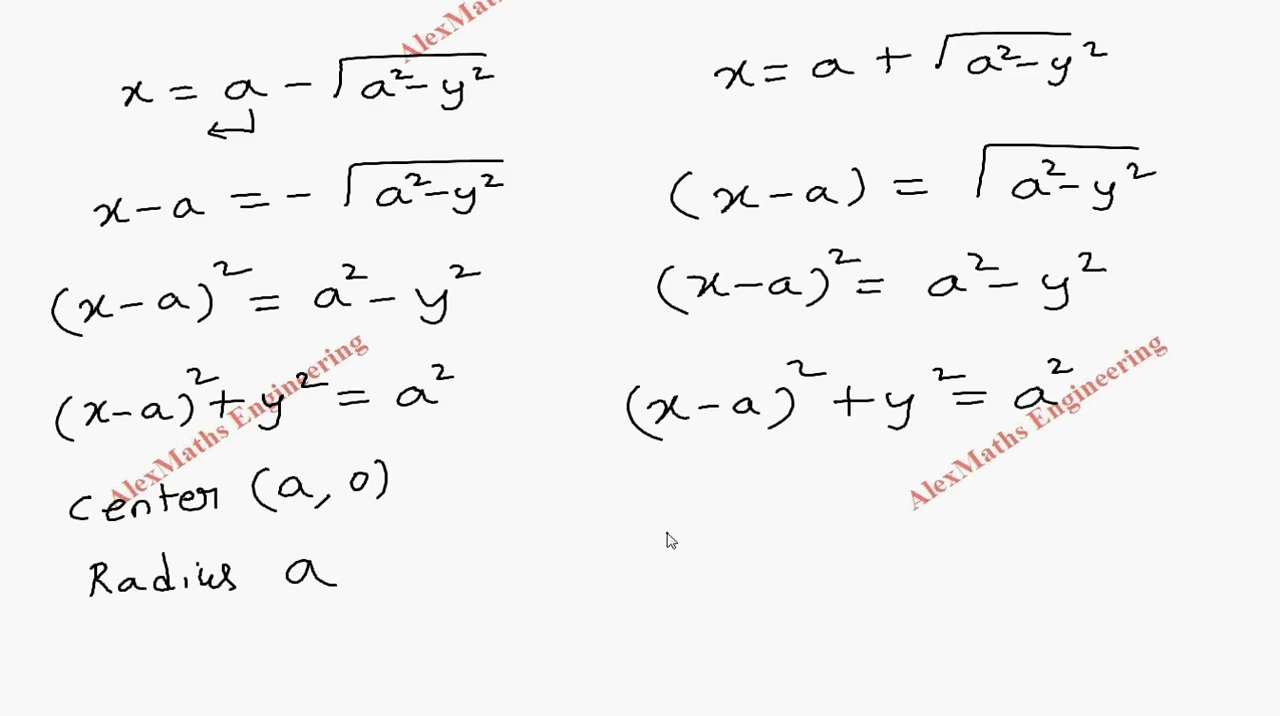 AlexMaths
x = a - √(a² - y²)
x - a = - √(a² - y²)
(x - a)² = a² - y²
(x - a)² + y² = a²
AlexMaths Engineering
Center (a, 0)
Radius a
x = a + √(a² - y²)
(x - a) = √(a² - y²)
(x - a)² = a² - y²
(x - a)² + y² = a²
AlexMaths Engineering